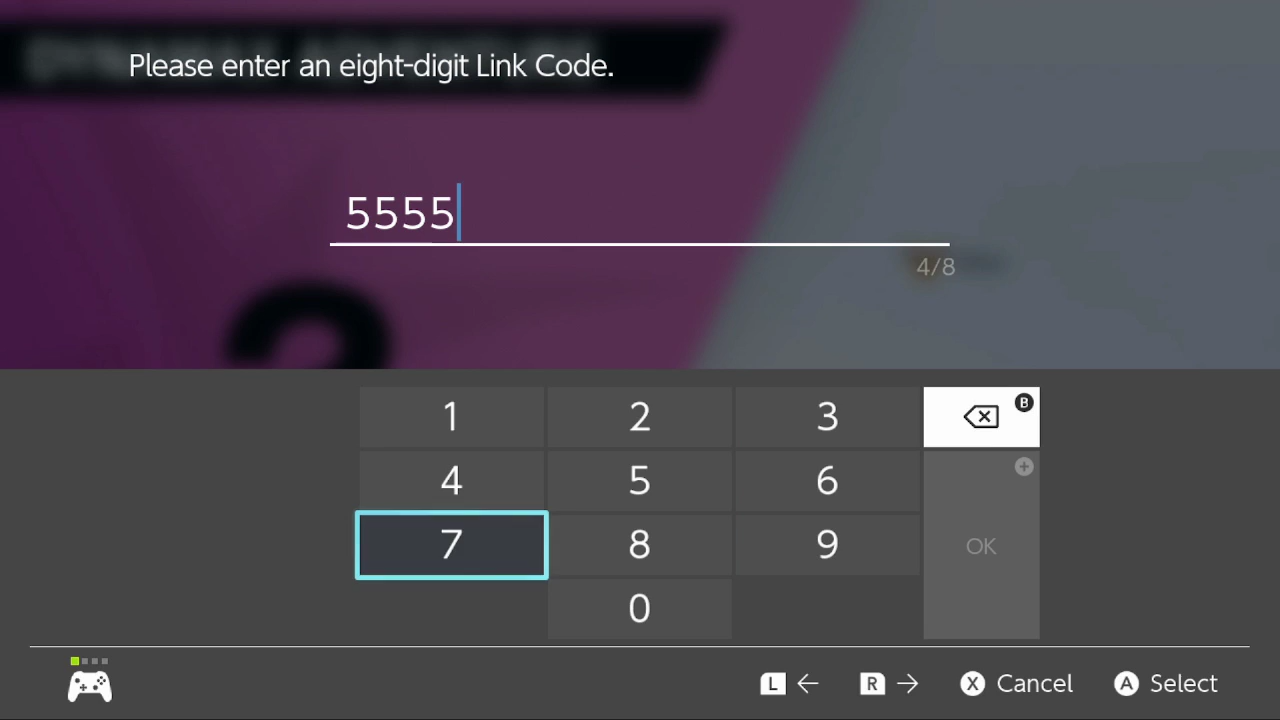 Please enter an eight-digit Link Code.
5555
4/8
1 2 3 B
4 5 6 +
7 8 9 OK
0
L ← R → X Cancel A Select